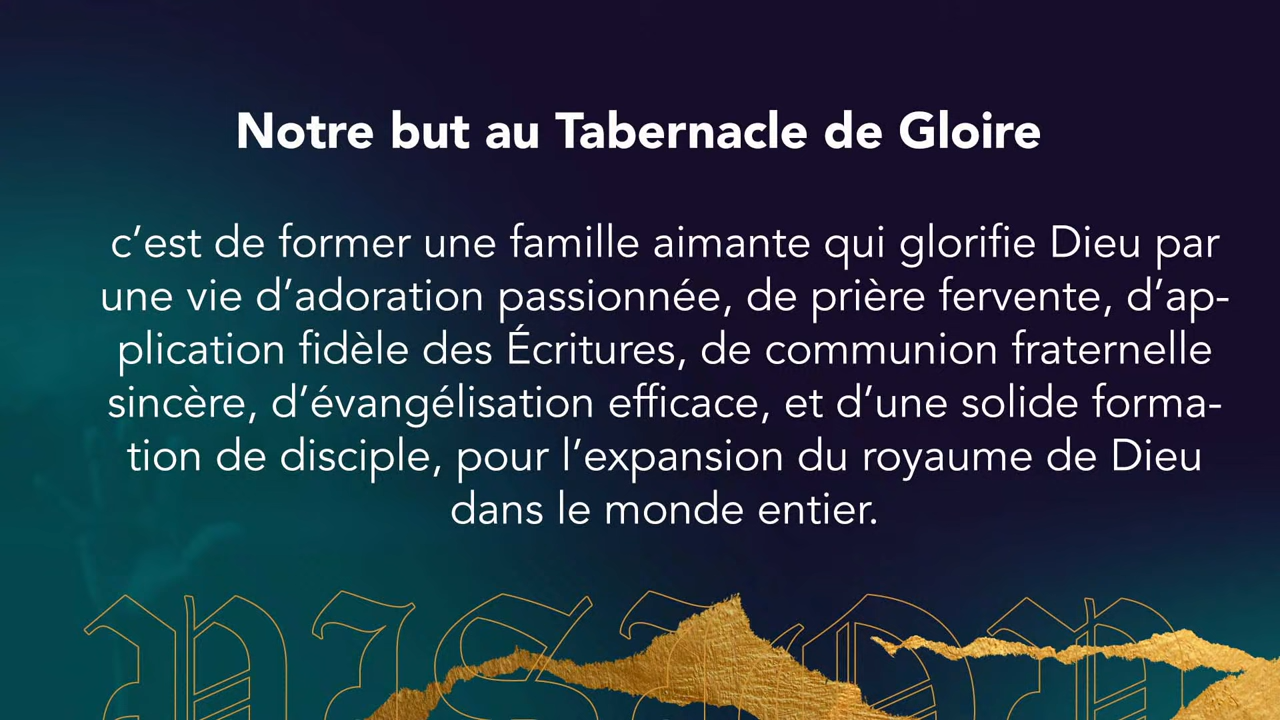 Notre but au Tabernacle de Gloire
c’est de former une famille aimante qui glorifie Dieu par
une vie d’adoration passionnée, de prière fervente, d’ap-
plication fidèle des Écritures, de communion fraternelle
sincère, d’évangélisation efficace, et d’une solide forma-
tion de disciple, pour l’expansion du royaume de Dieu
dans le monde entier.
VISION